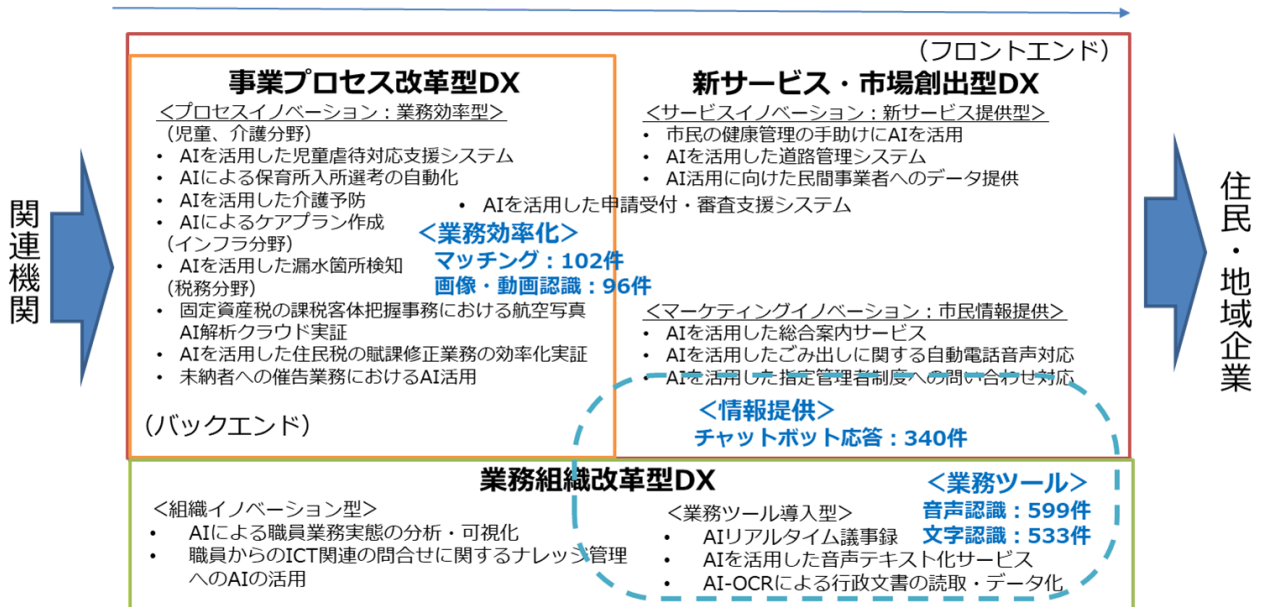 (フロントエンド)
関連機関
事業プロセス改革型DX
<プロセスイノベーション：業務効率型>
(児童、介護分野)
• AIを活用した児童虐待対応支援システム
• AIによる保育所入所選考の自動化
• AIを活用した介護予防
• AIによるケアプラン作成
(インフラ分野)
• AIを活用した漏水箇所検知
(税務分野)
• 固定資産税の課税客体把握事務における航空写真
AI解析クラウド実証
• AIを活用した住民税の賦課修正業務の効率化実証
• 未納者への催告業務におけるAI活用
(バックエンド)
• AIを活用した申請受付・審査支援システム
<業務効率化>
マッチング：102件
画像・動画認識：96件
新サービス・市場創出型DX
<サービスイノベーション：新サービス提供型>
• 市民の健康管理の手助けにAIを活用
• AIを活用した道路管理システム
• AI活用に向けた民間事業者へのデータ提供
<マーケティングイノベーション：市民情報提供>
• AIを活用した総合案内サービス
• AIを活用したごみ出しに関する自動電話音声対応
• AIを活用した指定管理者制度への問い合わせ対応
<情報提供>
チャットボット応答：340件
住民・地域企業
業務組織改革型DX
<組織イノベーション型>
• AIによる職員業務実態の分析・可視化
• 職員からのICT関連の問合せに関するナレッジ管理
へのAIの活用
<業務ツール導入型>
• AIリアルタイム議事録
• AIを活用した音声テキスト化サービス
• AI-OCRによる行政文書の読取・データ化
<業務ツール>
音声認識：599件
文字認識：533件